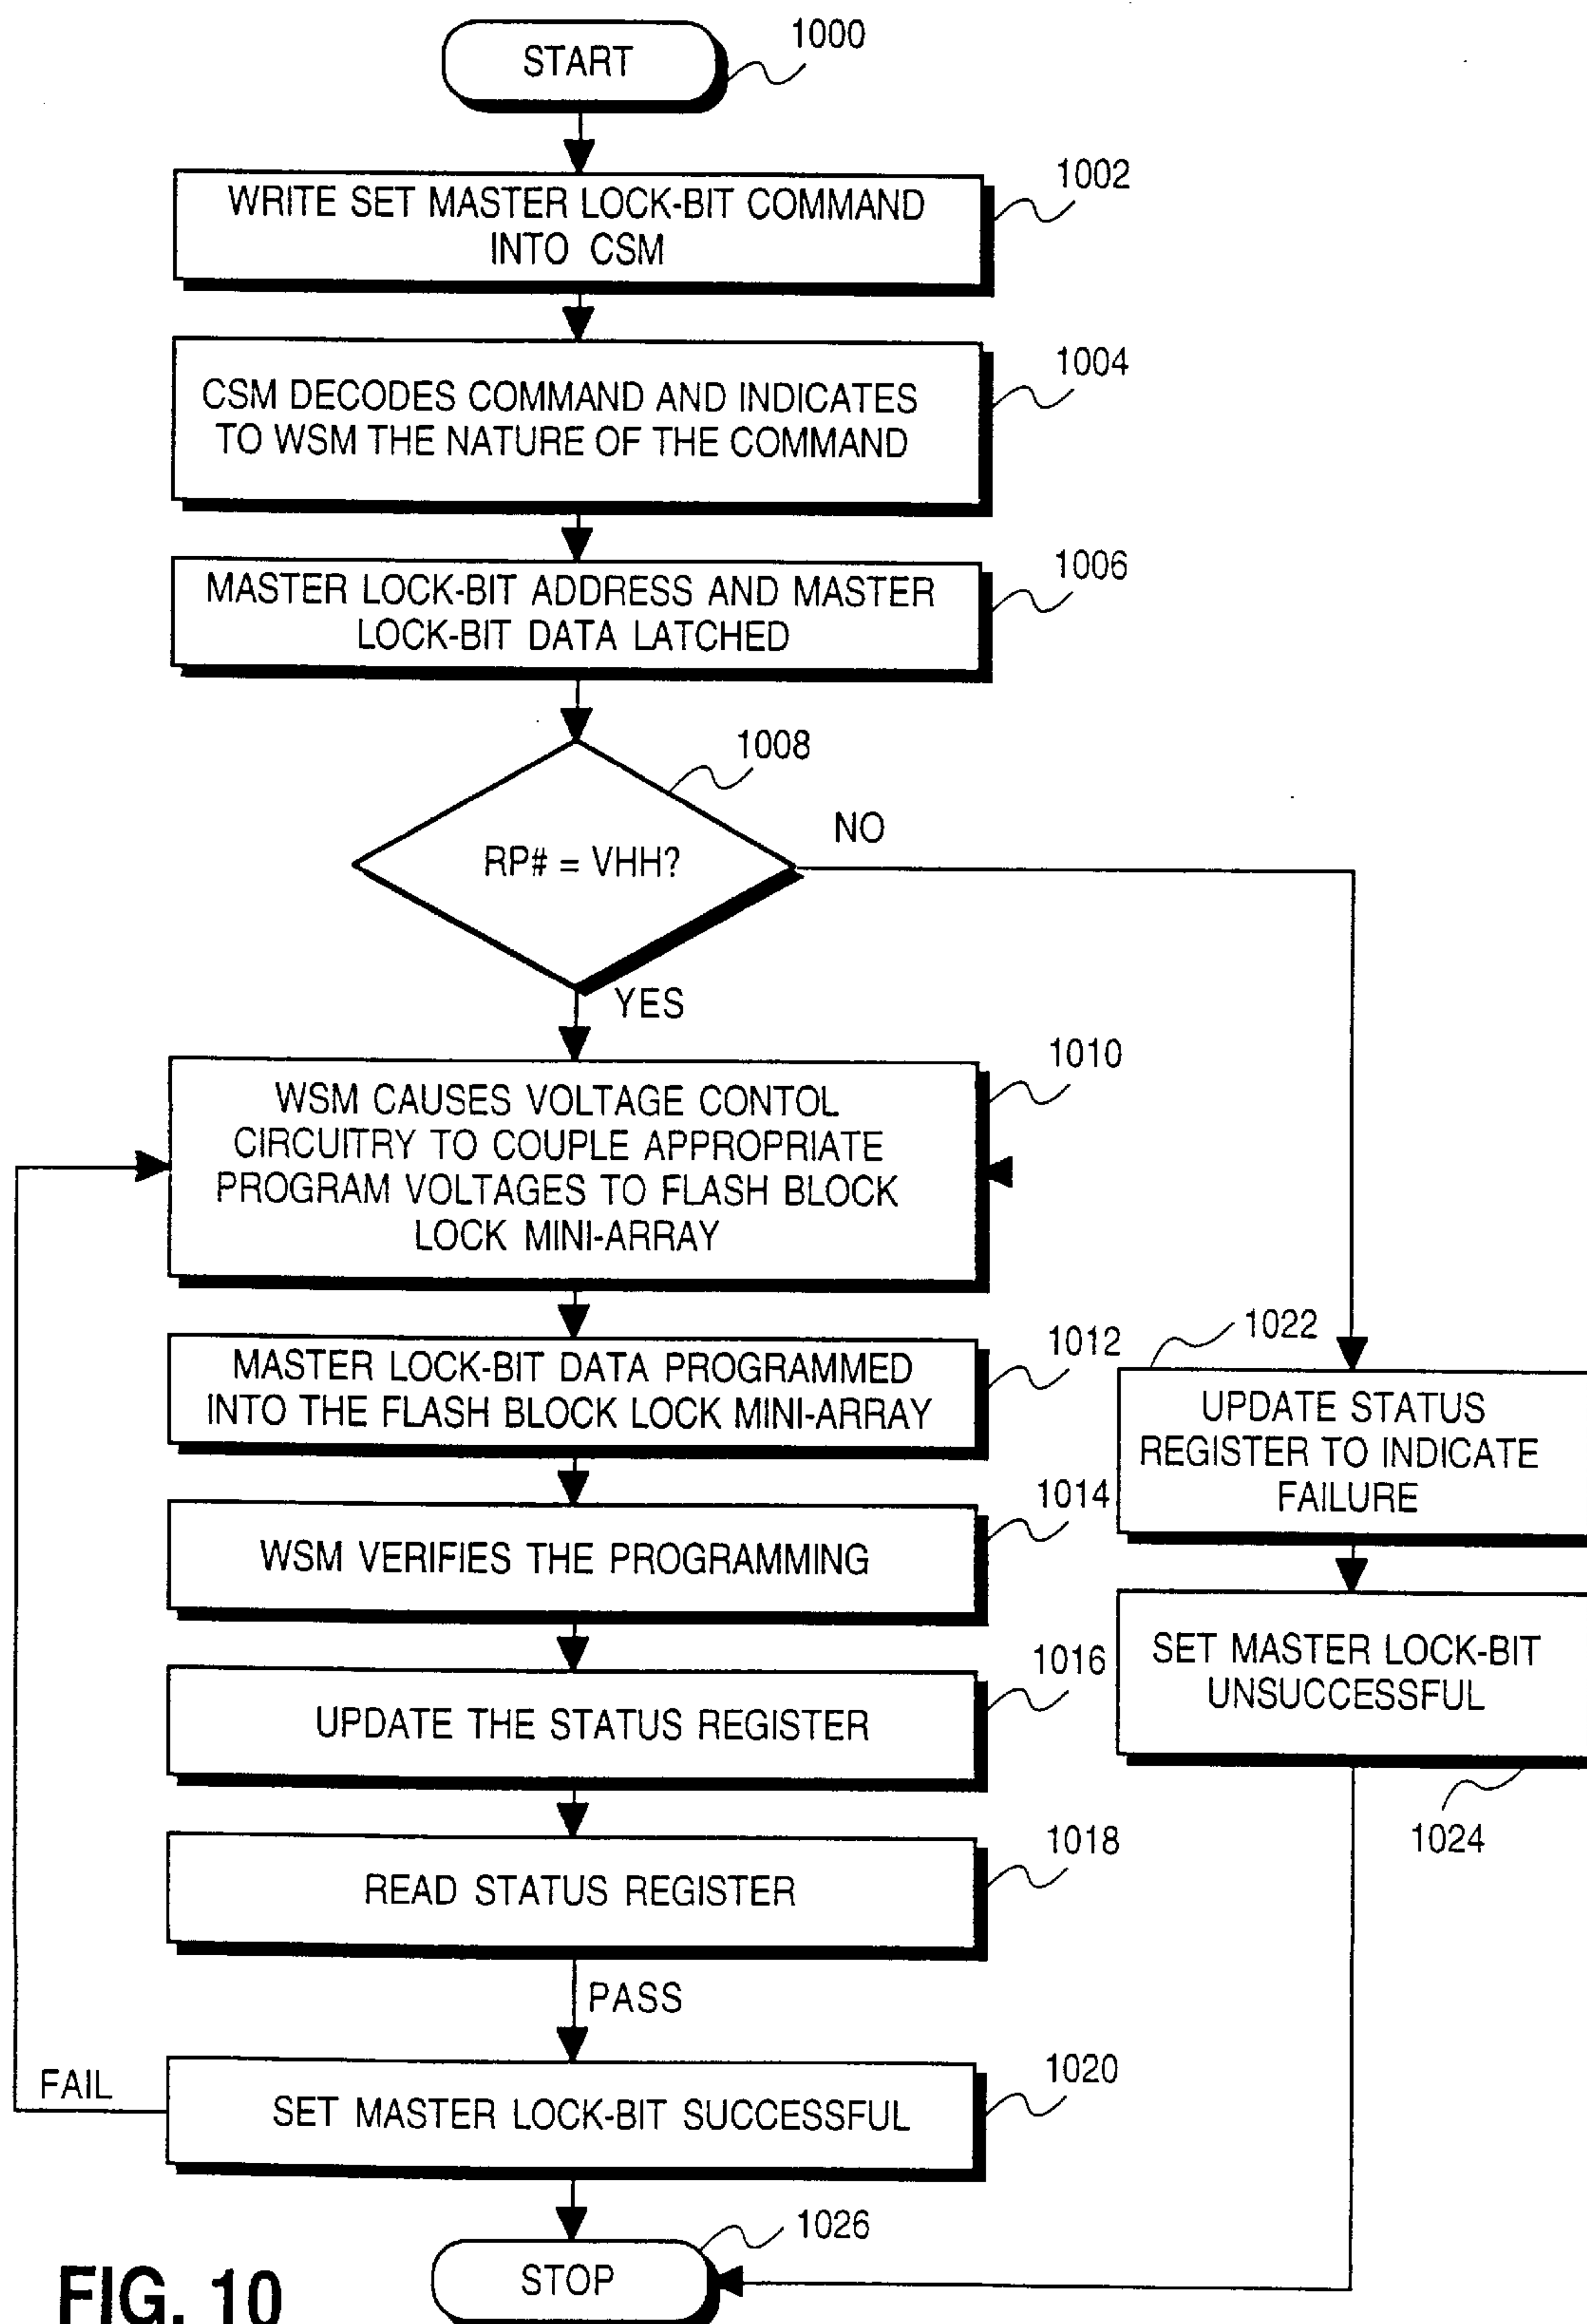 START
1000
WRITE SET MASTER LOCK-BIT COMMAND
INTO CSM
1002
CSM DECODES COMMAND AND INDICATES
TO WSM THE NATURE OF THE COMMAND
1004
MASTER LOCK-BIT ADDRESS AND MASTER
LOCK-BIT DATA LATCHED
1006
RP# = VHH?
1008
NO
YES
WSM CAUSES VOLTAGE CONTOL
CIRCUITRY TO COUPLE APPROPRIATE
PROGRAM VOLTAGES TO FLASH BLOCK
LOCK MINI-ARRAY
1010
MASTER LOCK-BIT DATA PROGRAMMED
INTO THE FLASH BLOCK LOCK MINI-ARRAY
1012
WSM VERIFIES THE PROGRAMMING
1014
UPDATE THE STATUS REGISTER
1016
READ STATUS REGISTER
1018
PASS
FAIL
SET MASTER LOCK-BIT SUCCESSFUL
1020
1022
UPDATE STATUS
REGISTER TO INDICATE
FAILURE
SET MASTER LOCK-BIT
UNSUCCESSFUL
1024
STOP
1026
FIG. 10